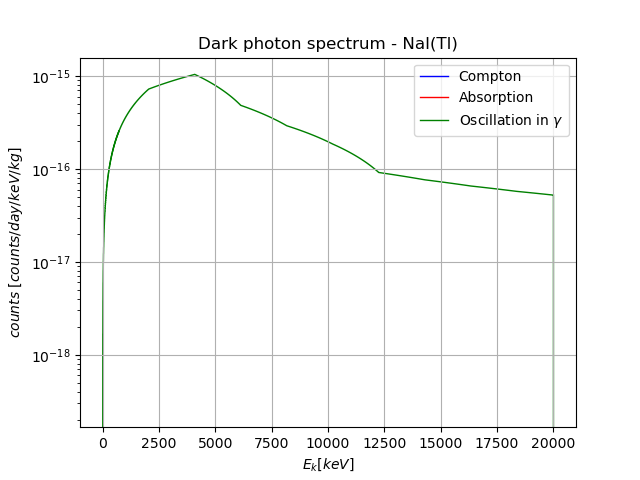 Dark photon spectrum - NaI(Tl)
Compton
Absorption
Oscillation in γ
counts [counts/day/keV/kg]
10⁻¹⁵
10⁻¹⁶
10⁻¹⁷
10⁻¹⁸
0 2500 5000 7500 10000 12500 15000 17500 20000
Eₖ[keV]